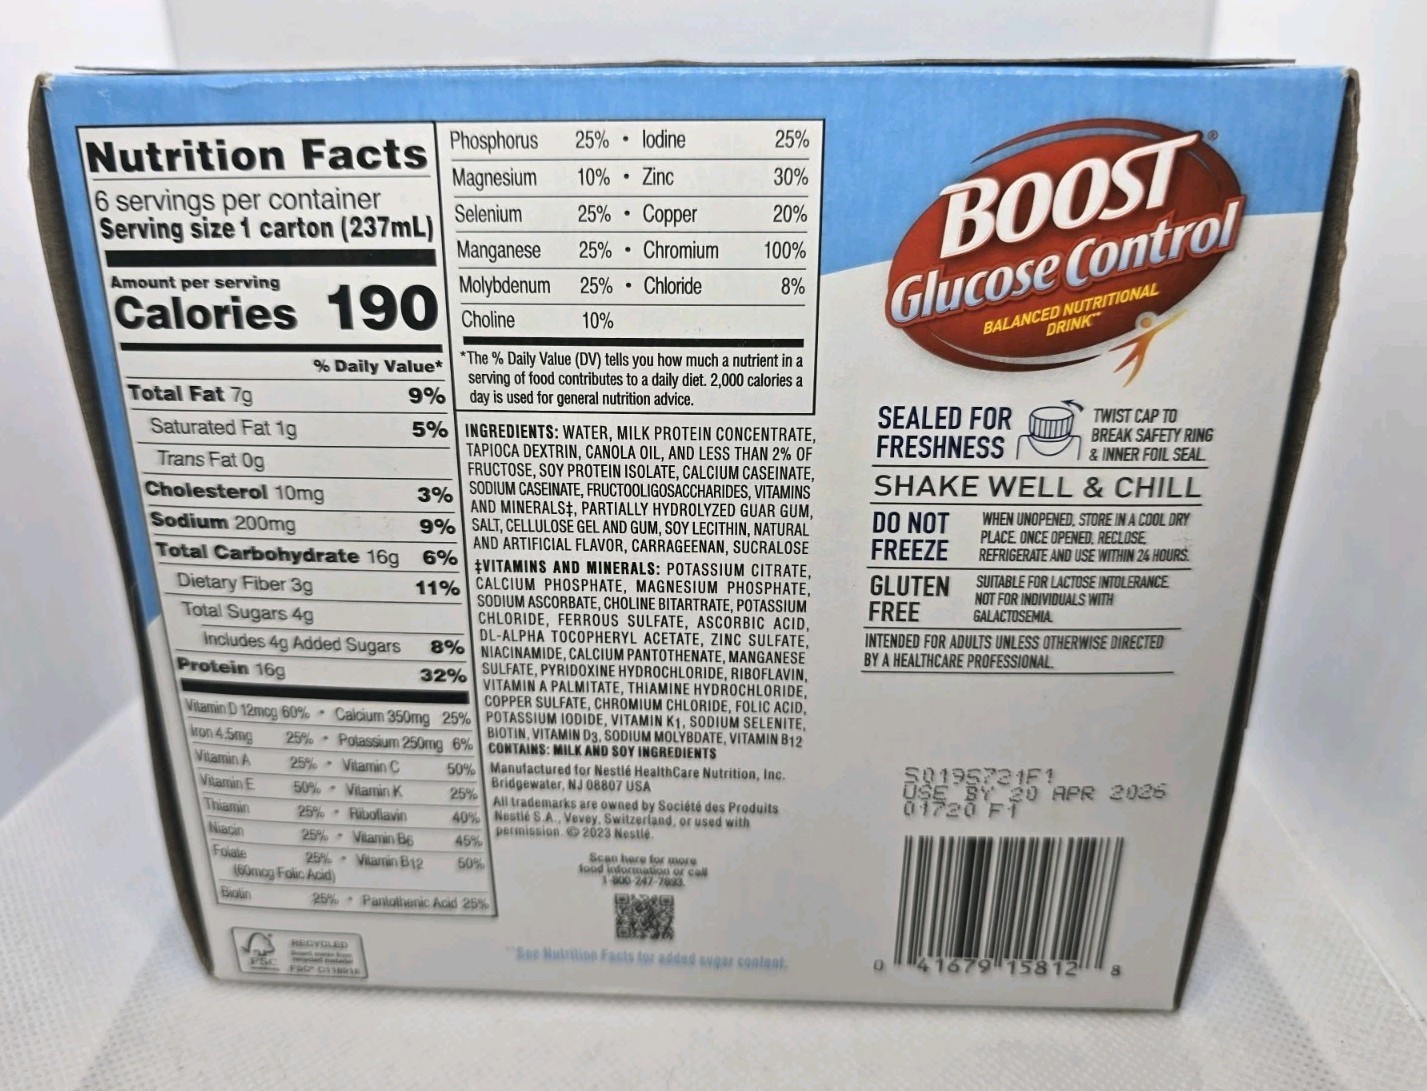 Nutrition Facts
6 servings per container
Serving size 1 carton (237mL)
Amount per serving
Calories 190
% Daily Value*
Total Fat 7g 9%
Saturated Fat 1g 5%
Trans Fat 0g
Cholesterol 10mg 3%
Sodium 200mg 9%
Total Carbohydrate 16g 6%
Dietary Fiber 3g 11%
Total Sugars 4g
Includes 4g Added Sugars 8%
Protein 16g 32%
Vitamin D 12mcg 60% • Calcium 350mg 25%
Iron 4.5mg 25% • Potassium 250mg 6%
Vitamin A 25% • Vitamin C 50%
Vitamin E 50% • Vitamin K 25%
Thiamin 25% • Riboflavin 40%
Niacin 25% • Vitamin B6 45%
Folate 25% • Vitamin B12 50%
(60mcg Folic Acid)
Biotin 25% • Pantothenic Acid 25%
Phosphorus 25% • Iodine 25%
Magnesium 10% • Zinc 30%
Selenium 25% • Copper 20%
Manganese 25% • Chromium 100%
Molybdenum 25% • Chloride 8%
Choline 10%
*The % Daily Value (DV) tells you how much a nutrient in a
serving of food contributes to a daily diet. 2,000 calories a
day is used for general nutrition advice.
INGREDIENTS: WATER, MILK PROTEIN CONCENTRATE,
TAPIOCA DEXTRIN, CANOLA OIL, AND LESS THAN 2% OF
FRUCTOSE, SOY PROTEIN ISOLATE, CALCIUM CASEINATE,
SODIUM CASEINATE, FRUCTOOLIGOSACCHARIDES, VITAMINS
AND MINERALS‡, PARTIALLY HYDROLYZED GUAR GUM,
SALT, CELLULOSE GEL AND GUM, SOY LECITHIN, NATURAL
AND ARTIFICIAL FLAVOR, CARRAGEENAN, SUCRALOSE
‡VITAMINS AND MINERALS: POTASSIUM CITRATE,
CALCIUM PHOSPHATE, MAGNESIUM PHOSPHATE,
SODIUM ASCORBATE, CHOLINE BITARTRATE, POTASSIUM
CHLORIDE, FERROUS SULFATE, ASCORBIC ACID,
DL-ALPHA TOCOPHERYL ACETATE, ZINC SULFATE,
NIACINAMIDE, CALCIUM PANTOTHENATE, MANGANESE
SULFATE, PYRIDOXINE HYDROCHLORIDE, RIBOFLAVIN,
VITAMIN A PALMITATE, THIAMINE HYDROCHLORIDE,
COPPER SULFATE, CHROMIUM CHLORIDE, FOLIC ACID,
POTASSIUM IODIDE, VITAMIN K1, SODIUM SELENITE,
BIOTIN, VITAMIN D3, SODIUM MOLYBDATE, VITAMIN B12
CONTAINS: MILK AND SOY INGREDIENTS
Manufactured for Nestlé HealthCare Nutrition, Inc.
Bridgewater, NJ 08807 USA
All trademarks are owned by Société des Produits
Nestlé S.A., Vevey, Switzerland, or used with
permission. © 2023 Nestlé.
Scan here for more
food information or call
1-800-247-7893.
**See Nutrition Facts for added sugar content.
FSC
RECYCLED
BOOST®
Glucose Control
BALANCED NUTRITIONAL
DRINK**
SEALED FOR
FRESHNESS
TWIST CAP TO
BREAK SAFETY RING
& INNER FOIL SEAL.
SHAKE WELL & CHILL
DO NOT
FREEZE
WHEN UNOPENED, STORE IN A COOL DRY
PLACE. ONCE OPENED, RECLOSE,
REFRIGERATE AND USE WITHIN 24 HOURS.
GLUTEN
FREE
SUITABLE FOR LACTOSE INTOLERANCE.
NOT FOR INDIVIDUALS WITH
GALACTOSEMIA.
INTENDED FOR ADULTS UNLESS OTHERWISE DIRECTED
BY A HEALTHCARE PROFESSIONAL.
USE BY 20 APR 2026
01720 F1
0 41679 15812 8